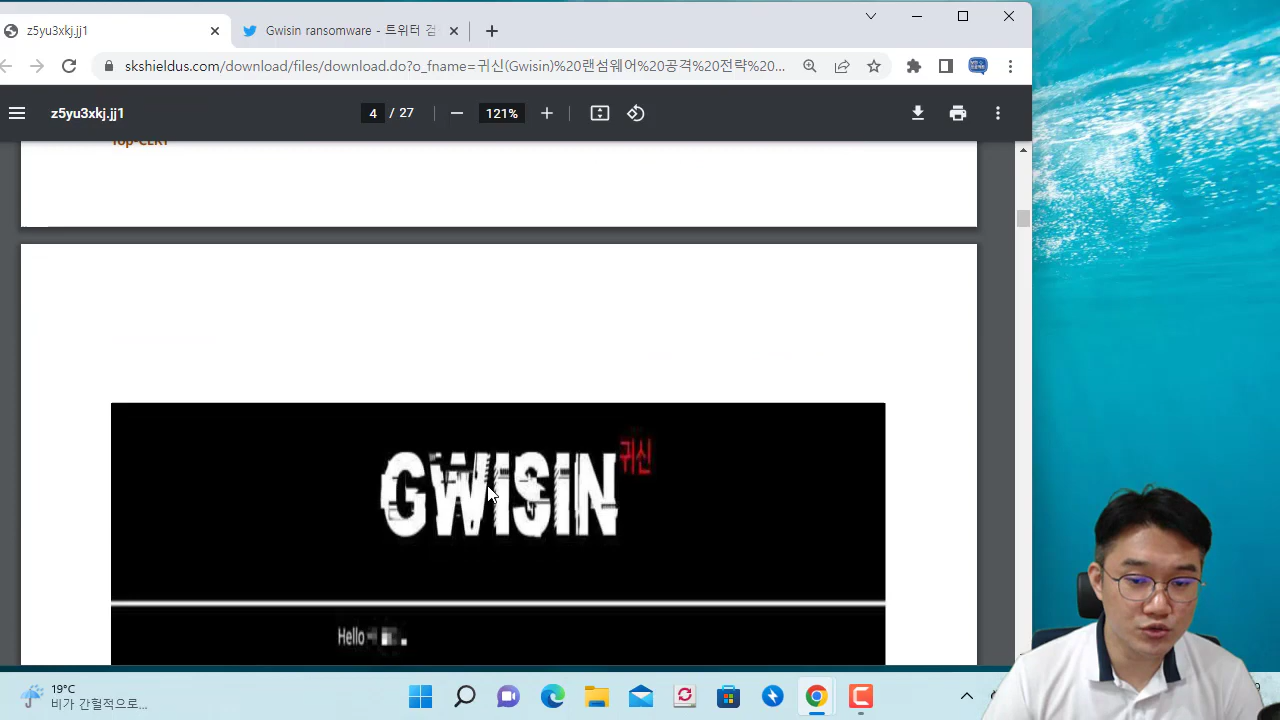 z5yu3xkj.jj1
Gwisin ransomware - 트위터 검
skshieldus.com/download/files/download.do?o_fname=귀신(Gwisin)%20랜섬웨어%20공격%20전략%20...
z5yu3xkj.jj1
4 / 27
121%
Top-CERT
GWISIN 귀신
Hello
19°C
비가 간헐적으로...